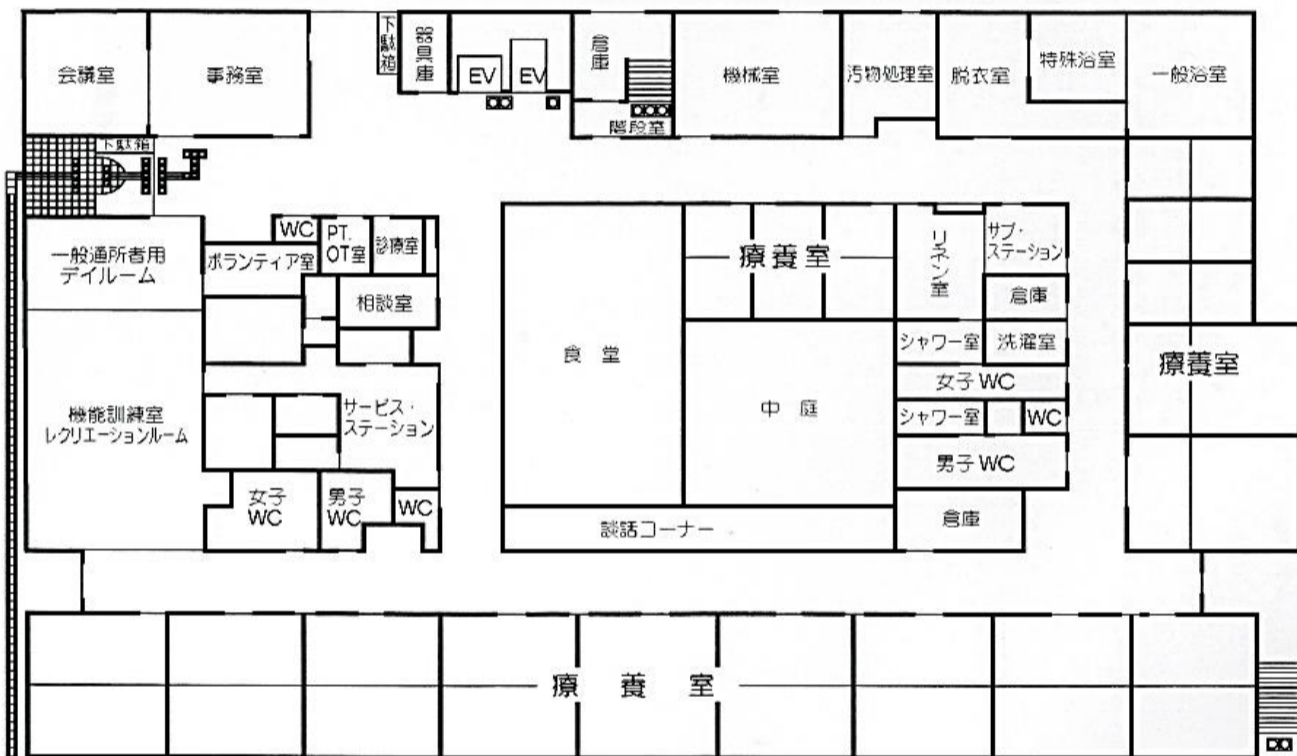 会議室
事務室
下駄箱
器具庫
EV
EV
倉庫
階段室
機械室
汚物処理室
脱衣室
特殊浴室
一般浴室
下駄箱
一般通所者用
デイルーム
WC
ボランティア室
PT.
OT室
診療室
相談室
機能訓練室
レクリエーションルーム
サービス・
ステーション
女子
WC
男子
WC
WC
食堂
療養室
中庭
談話コーナー
リネン室
サブ・
ステーション
倉庫
シャワー室
洗濯室
女子 WC
シャワー室
WC
男子 WC
倉庫
療養室
療養室